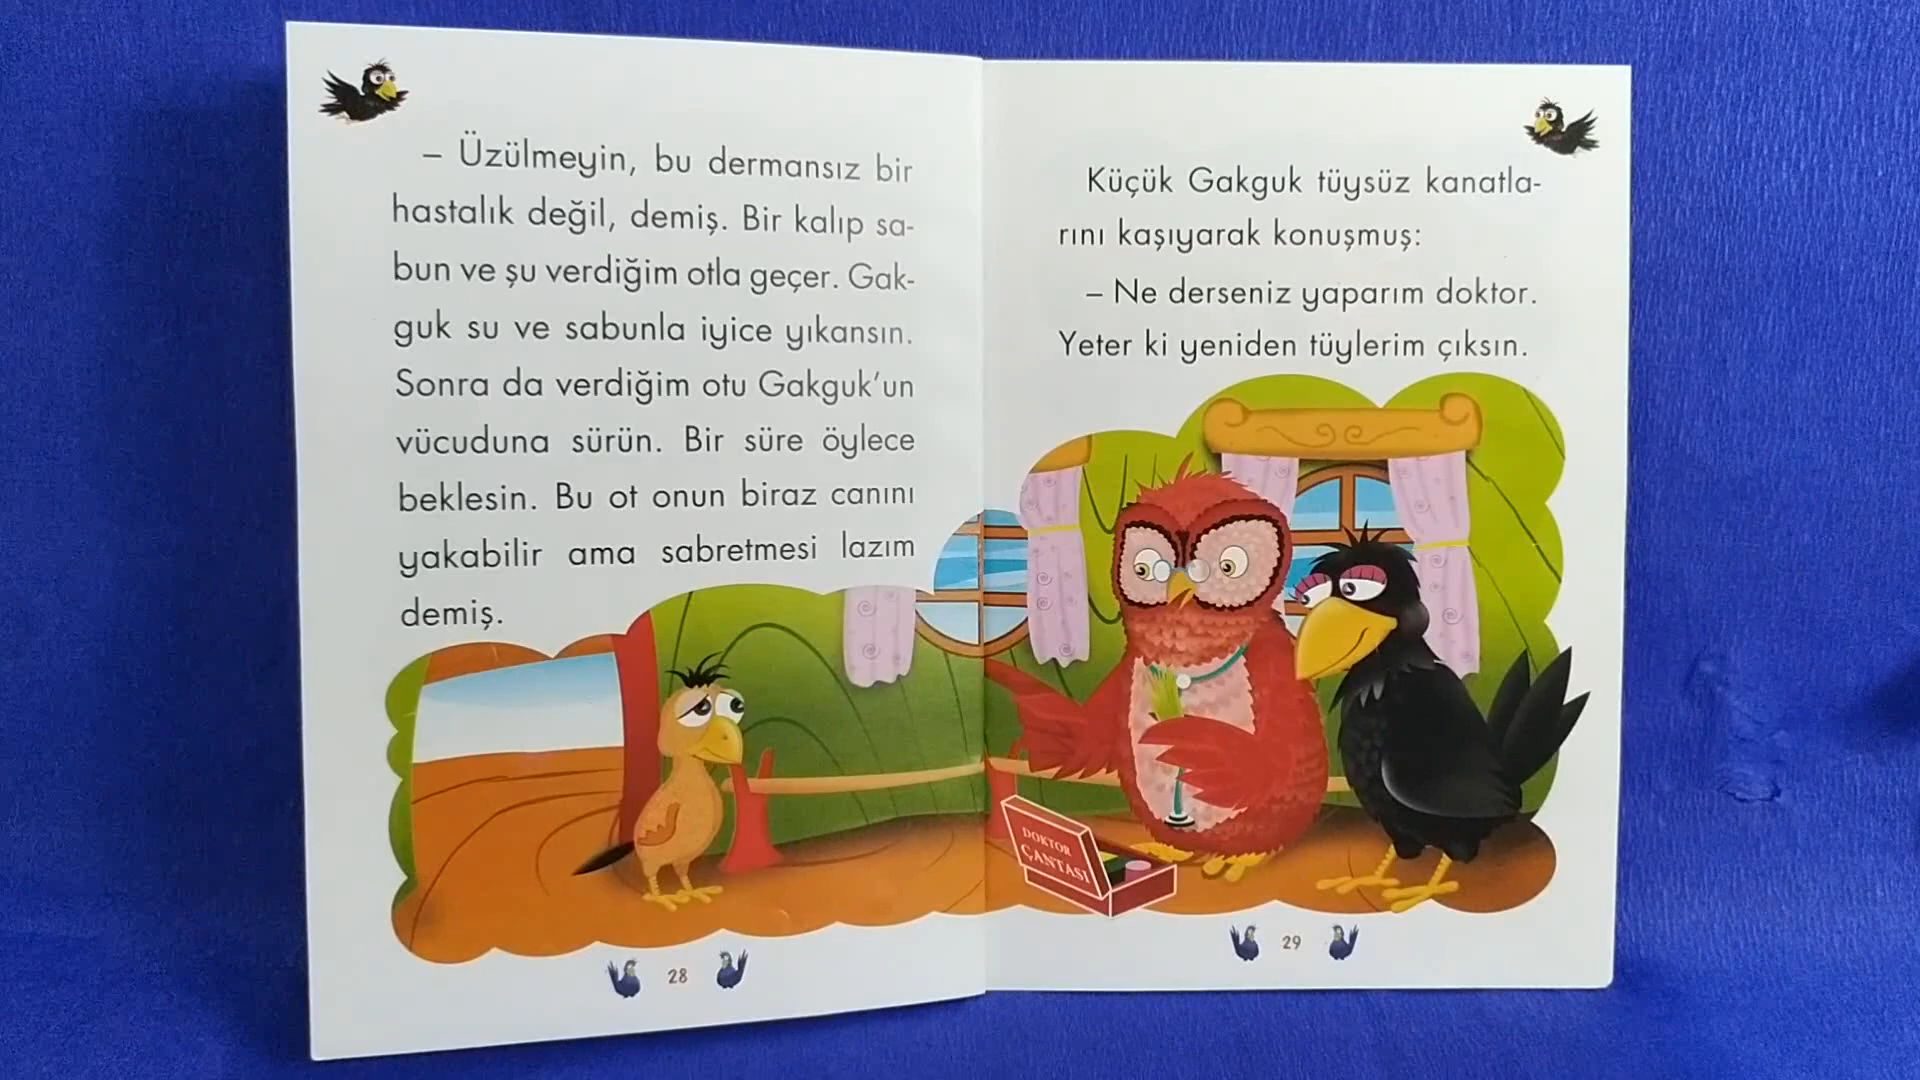 – Üzülmeyin, bu dermansız bir
hastalık değil, demiş. Bir kalıp sa-
bun ve şu verdiğim otla geçer. Gak-
guk su ve sabunla iyice yıkansın.
Sonra da verdiğim otu Gakguk’un
vücuduna sürün. Bir süre öylece
beklesin. Bu ot onun biraz canını
yakabilir ama sabretmesi lazım
demiş.
28
Küçük Gakguk tüysüz kanatla-
rını kaşıyarak konuşmuş:
– Ne derseniz yaparım doktor.
Yeter ki yeniden tüylerim çıksın.
DOKTOR
ÇANTASI
29